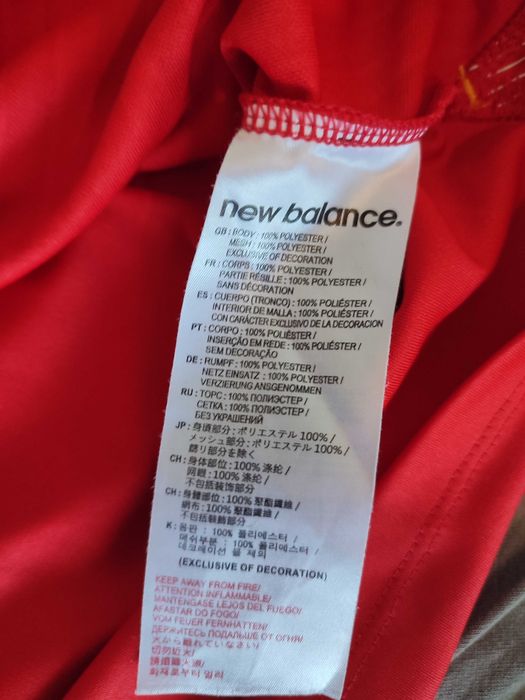 new balance
GB : BODY : 100% POLYESTER /
MESH : 100% POLYESTER /
EXCLUSIVE OF DECORATION
FR : CORPS : 100% POLYESTER /
PARTIE RÉSILLE : 100% POLYESTER /
SANS DÉCORATION
ES : CUERPO (TRONCO) : 100% POLIÉSTER /
INTERIOR DE MALLA : 100% POLIÉSTER /
CON CARÁCTER EXCLUSIVO DE LA DECORACION
PT : CORPO : 100% POLIÉSTER /
INSERÇÃO EM REDE : 100% POLIÉSTER /
SEM DECORAÇÃO
DE : RUMPF : 100% POLYESTER /
NETZ EINSATZ : 100% POLYESTER /
VERZIERUNG ANSGENOMMEN
RU : ТОРС : 100% ПОЛИЭСТЕР /
СЕТКА : 100% ПОЛИЭСТЕР /
БЕЗ УКРАШЕНИЙ
JP : 身頃部分 : ポリエステル 100% /
メッシュ部分 : ポリエステル 100% /
飾り部分を除く
CH : 身体部位 : 100% 涤纶 /
网眼 : 100% 涤纶 /
不包括装饰部分
CH : 身體部位 : 100% 聚酯纖維 /
網布 : 100% 聚酯纖維 /
不包括裝飾部分
K : 몸판 : 100% 폴리에스터 /
메쉬부분 : 100% 폴리에스터 /
데코레이션 을 제외
(EXCLUSIVE OF DECORATION)
KEEP AWAY FROM FIRE/
ATTENTION INFLAMMABLE/
MANTENGASE LEJOS DEL FUEGO/
AFASTAR DO FOGO/
VOM FEUER FERNHATTEN/
ДЕРЖИТЕСЬ ПОДАЛЬШЕ ОТ ОГНЯ/
火から離れていなさい/
切勿近火/
請遠離火/
화재로부터 멀리